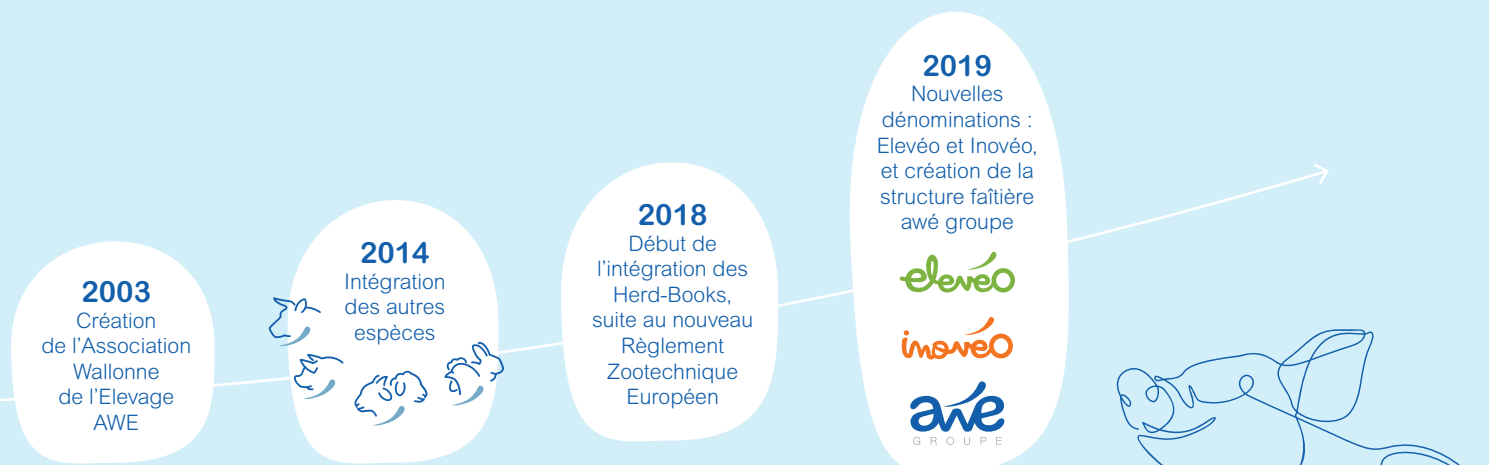 2003
Création
de l'Association
Wallonne
de l'Elevage
AWE
2014
Intégration
des autres
espèces
2018
Début de
l'intégration des
Herd-Books,
suite au nouveau
Règlement
Zootechnique
Européen
2019
Nouvelles
dénominations :
Elevéo et Inovéo,
et création de la
structure faîtière
awé groupe
elevéo
inovéo
awé
GROUPE